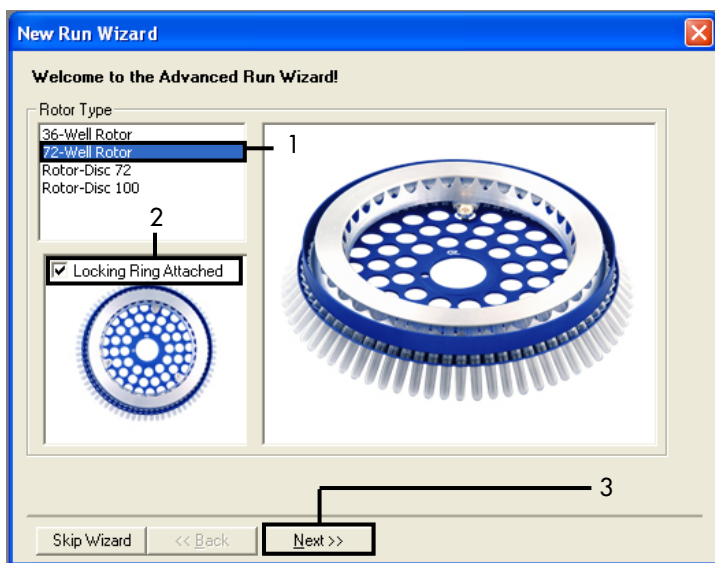 New Run Wizard
Welcome to the Advanced Run Wizard!
Rotor Type
36-Well Rotor
72-Well Rotor
Rotor-Disc 72
Rotor-Disc 100
1
2
Locking Ring Attached
3
Skip Wizard
<< Back
Next >>